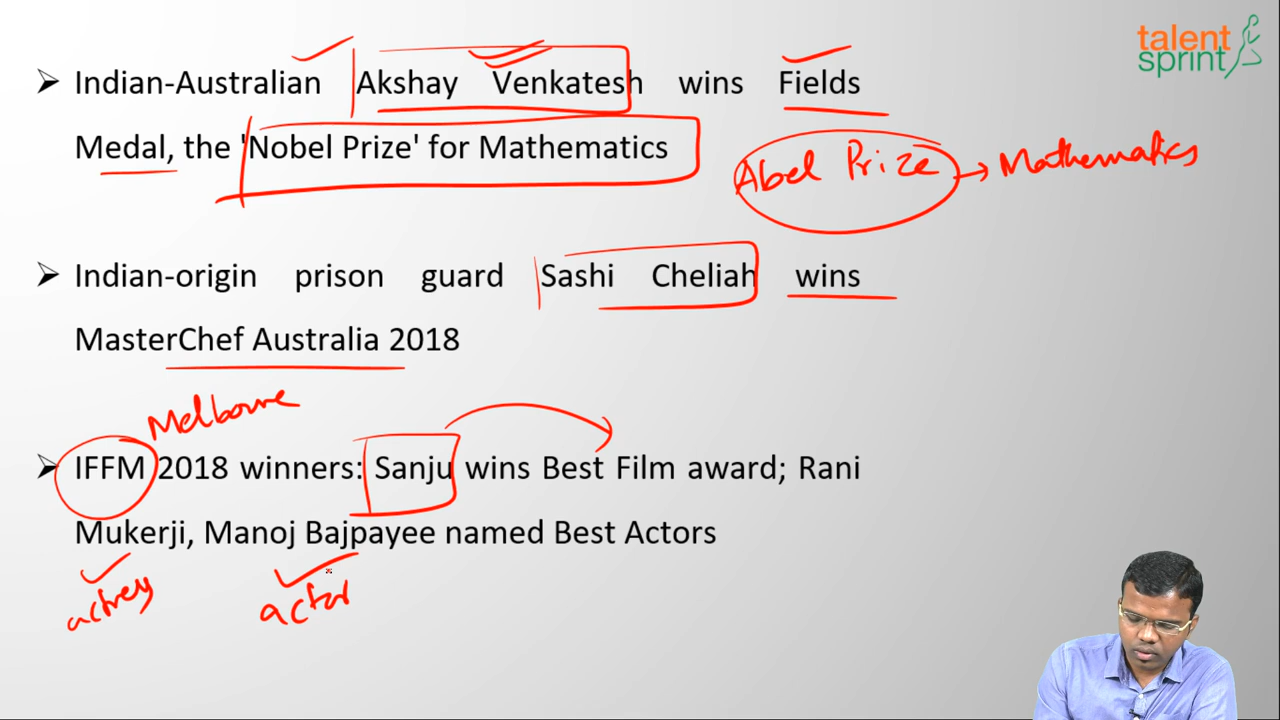 talent
sprint
➤ Indian-Australian Akshay Venkatesh wins Fields
Medal, the 'Nobel Prize' for Mathematics
Abel Prize → Mathematics
➤ Indian-origin prison guard Sashi Cheliah wins
MasterChef Australia 2018
Melbourne
➤ IFFM 2018 winners: Sanju wins Best Film award; Rani
Mukerji, Manoj Bajpayee named Best Actors
actress actor